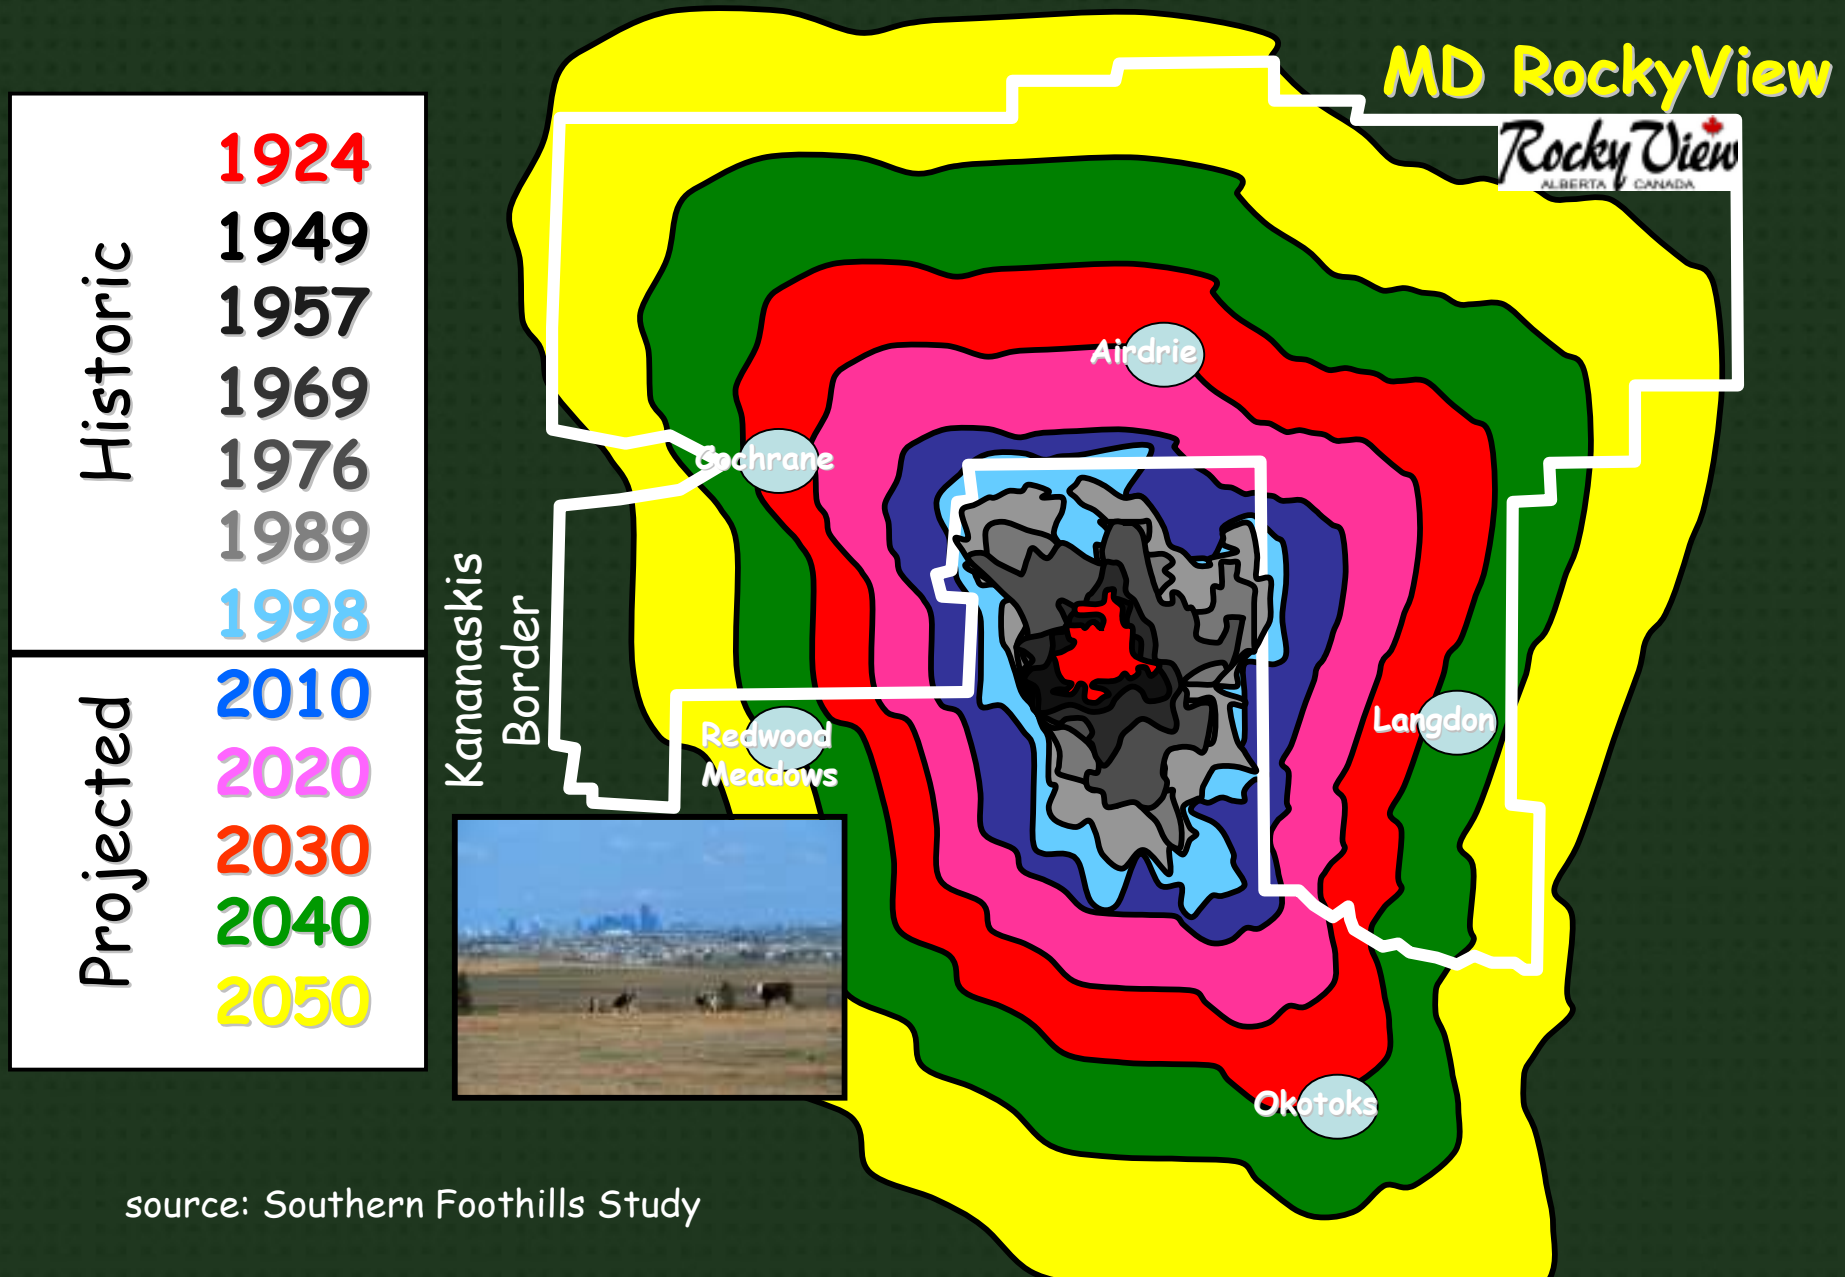 MD RockyView
Rocky View
ALBERTA CANADA
Historic
1924
1949
1957
1969
1976
1989
1998
Projected
2010
2020
2030
2040
2050
Kananaskis
Border
Airdrie
Cochrane
Redwood
Meadows
Langdon
Okotoks
source: Southern Foothills Study